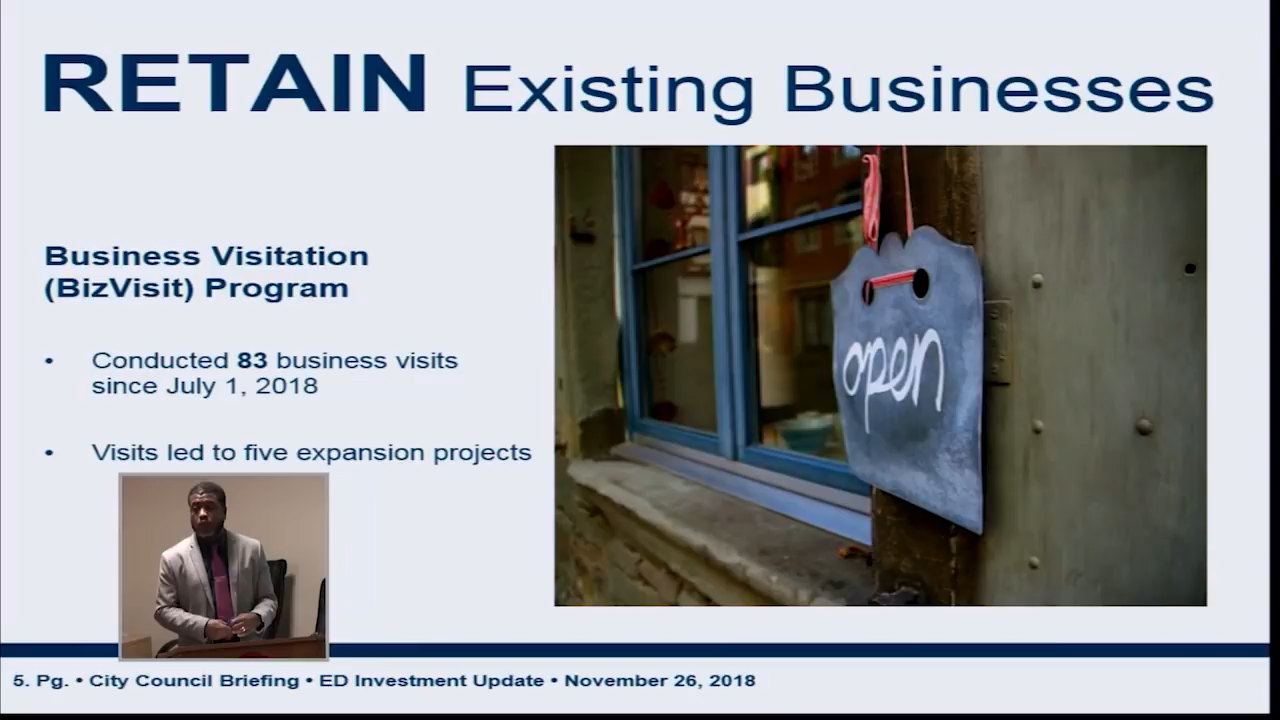 RETAIN Existing Businesses
Business Visitation
(BizVisit) Program
• Conducted 83 business visits
since July 1, 2018
• Visits led to five expansion projects
open
5. Pg. • City Council Briefing • ED Investment Update • November 26, 2018